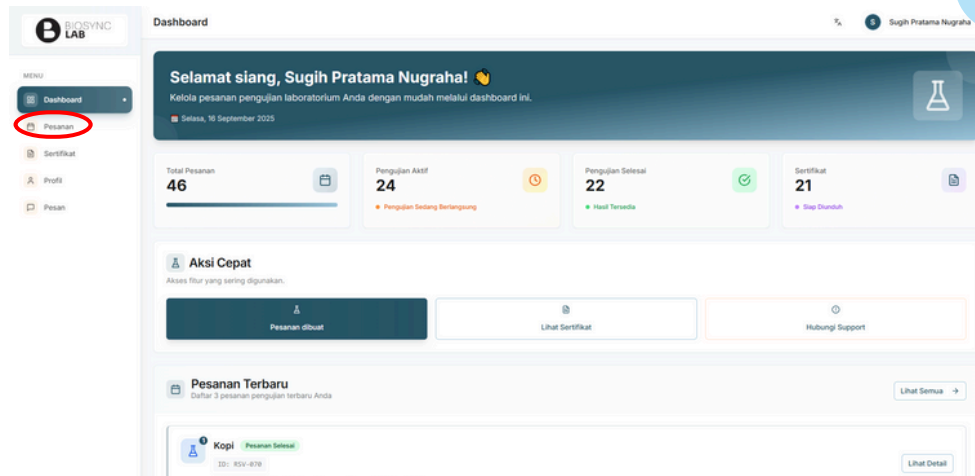 BIOSYNC
LAB
Dashboard
S Sugih Pratama Nugraha
MENU
Dashboard
Pesanan
Sertifikat
Profil
Pesan
Selamat siang, Sugih Pratama Nugraha! 👋
Kelola pesanan pengujian laboratorium Anda dengan mudah melalui dashboard ini.
Selasa, 16 September 2025
Total Pesanan
46
Pengujian Aktif
24
Pengujian Sedang Berlangsung
Pengujian Selesai
22
Hasil Tersedia
Sertifikat
21
Siap Diunduh
Aksi Cepat
Akses fitur yang sering digunakan.
Pesanan dibuat
Lihat Sertifikat
Hubungi Support
Pesanan Terbaru
Daftar 3 pesanan pengujian terbaru Anda
Lihat Semua →
1
Kopi Pesanan Selesai
ID: RSV-070
Lihat Detail